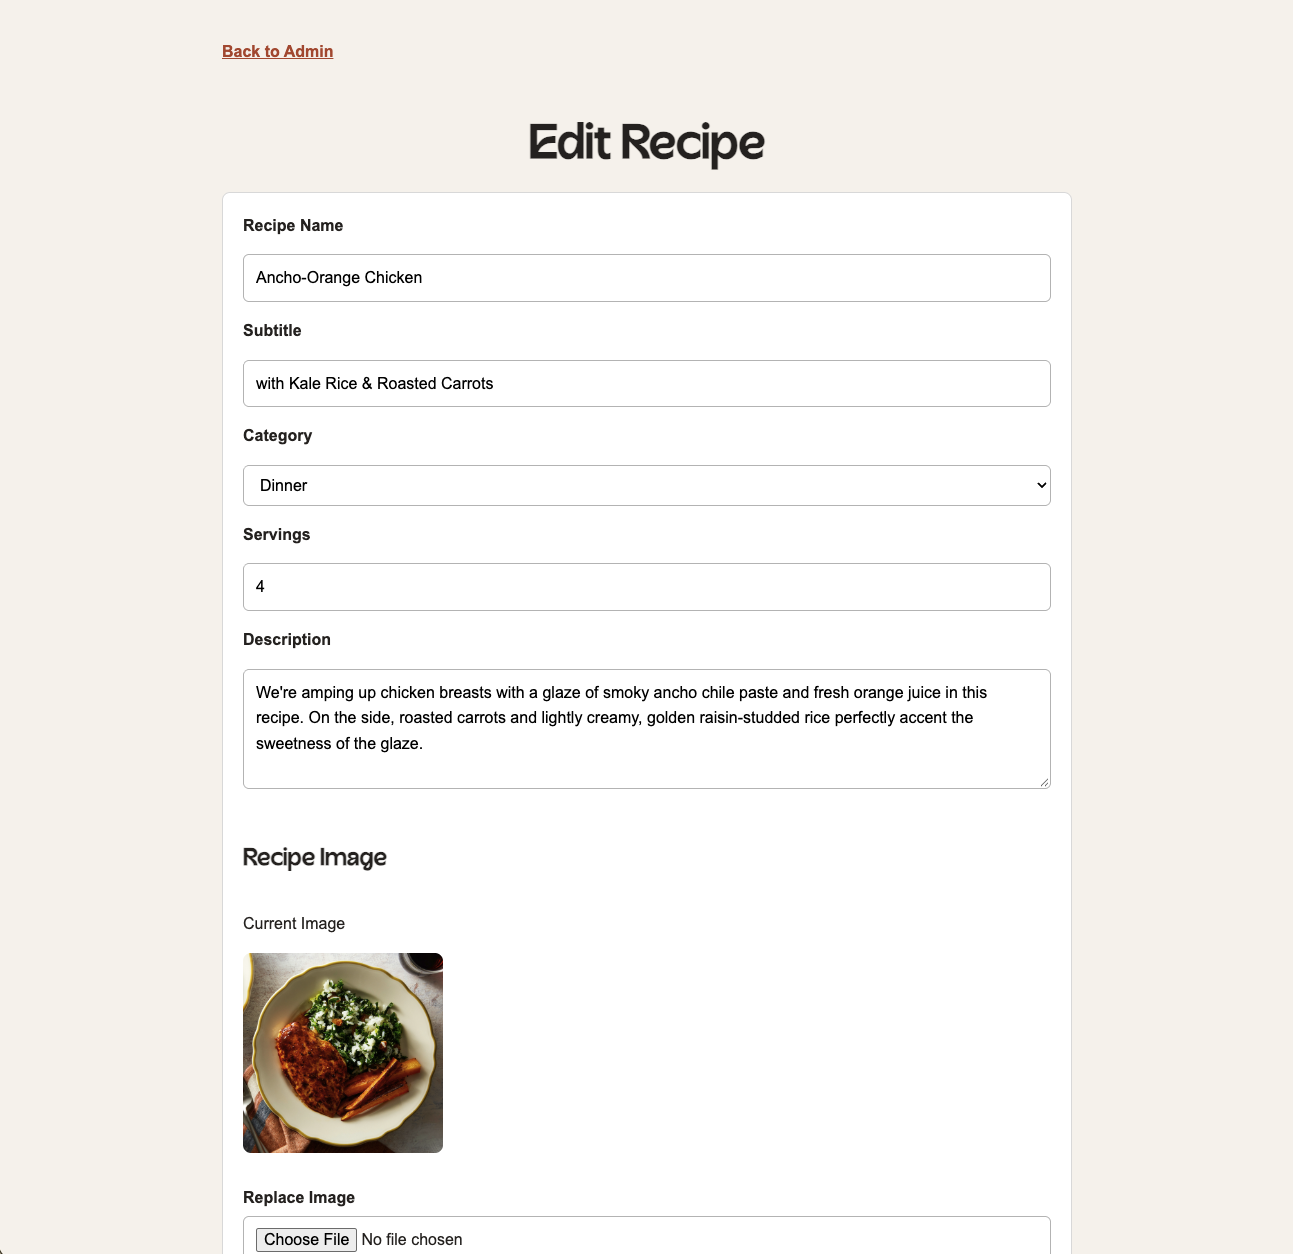 Back to Admin
Edit Recipe
Recipe Name
Ancho-Orange Chicken
Subtitle
with Kale Rice & Roasted Carrots
Category
Dinner
Servings
4
Description
We're amping up chicken breasts with a glaze of smoky ancho chile paste and fresh orange juice in this
recipe. On the side, roasted carrots and lightly creamy, golden raisin-studded rice perfectly accent the
sweetness of the glaze.
Recipe Image
Current Image
Replace Image
Choose File No file chosen